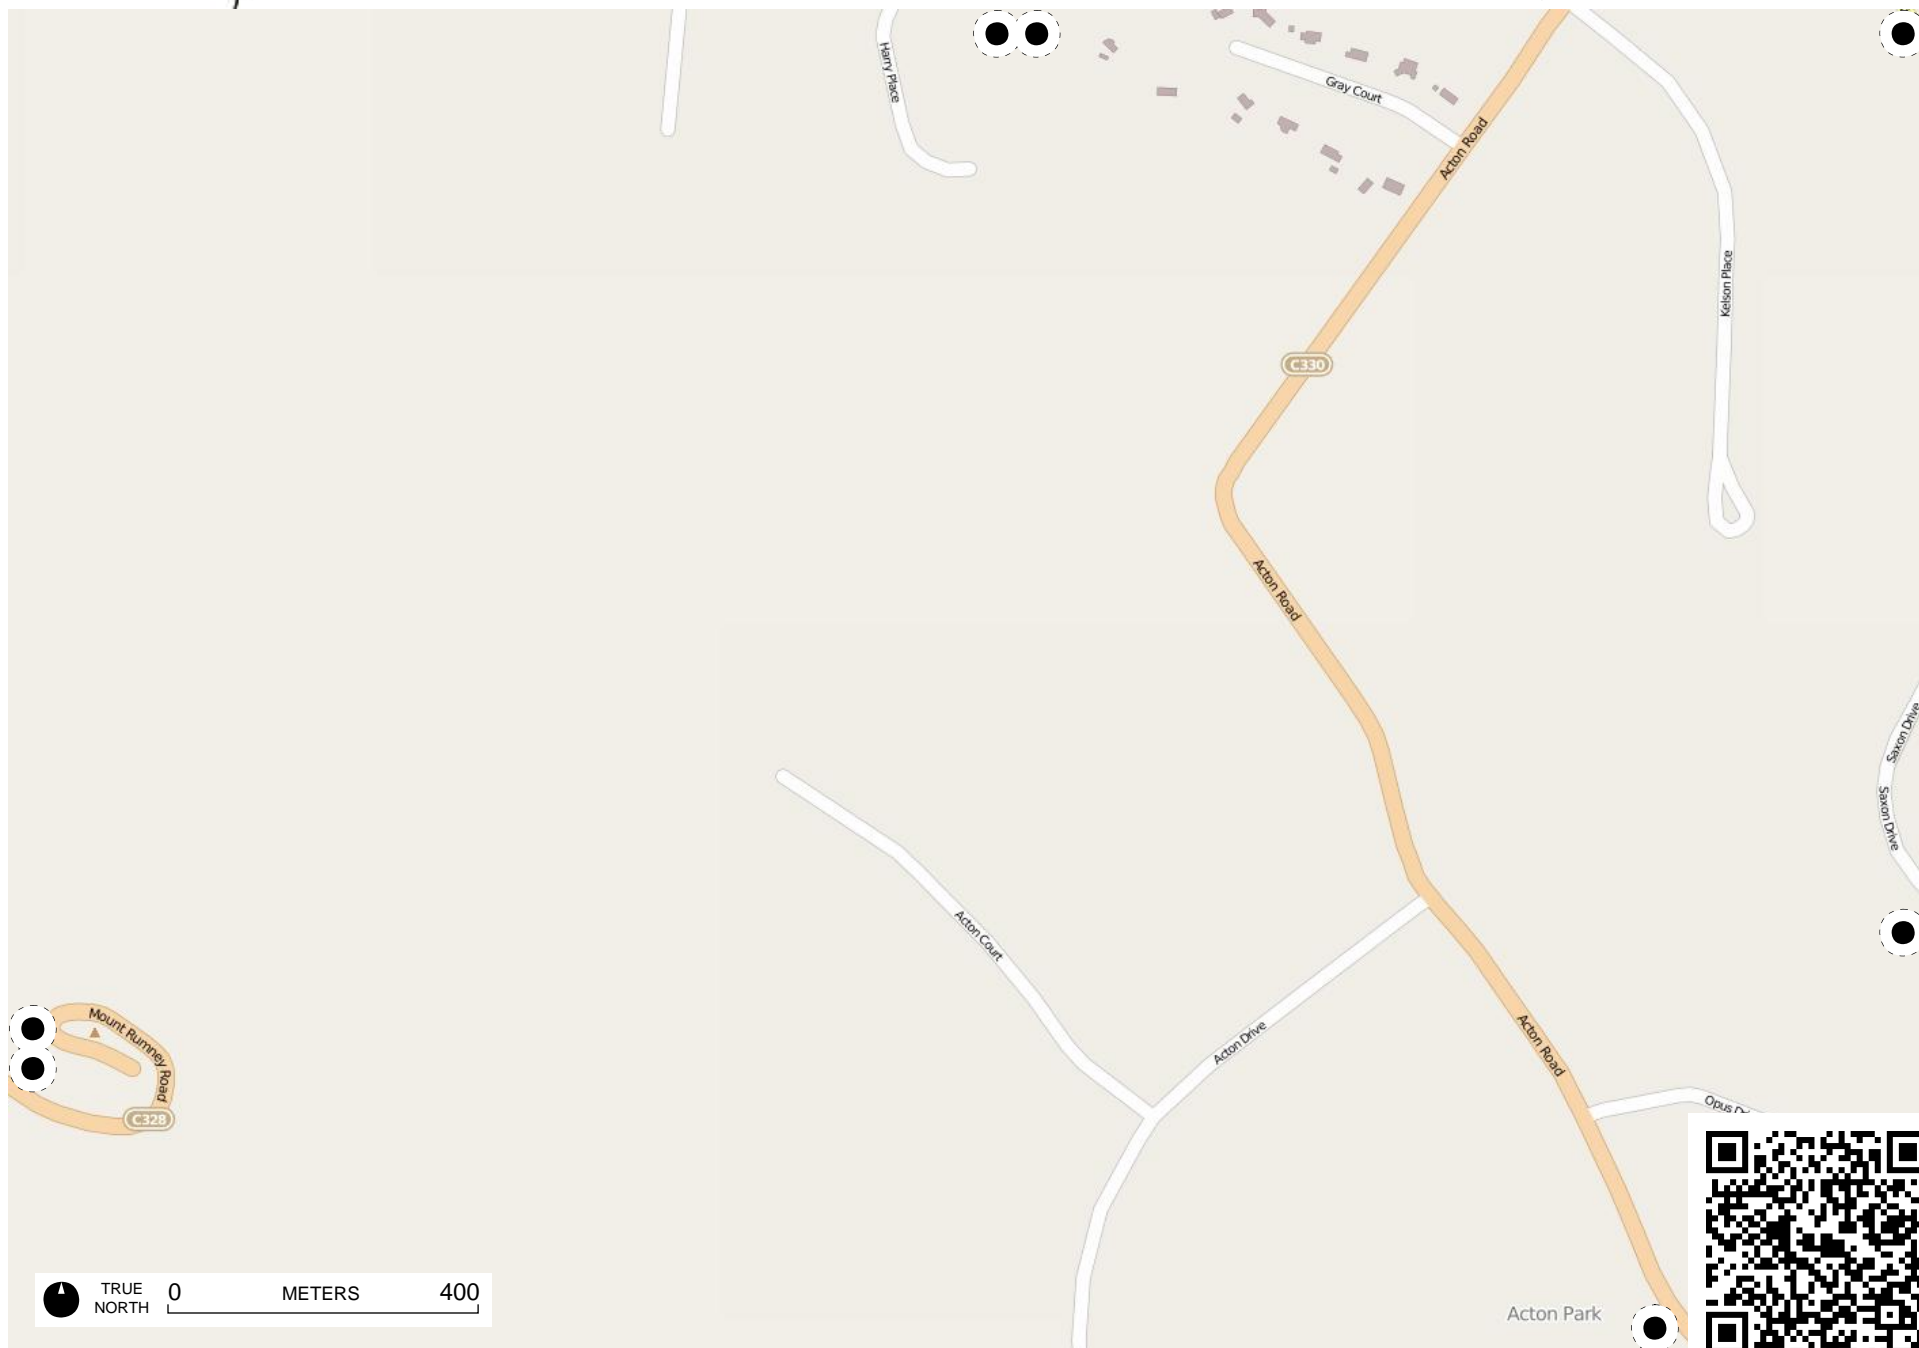 Harry Place
Gray Court
Acton Road
Kelson Place
C330
Acton Road
Saxon Drive
Saxon Drive
Acton Court
Mount Rumney Road
Acton Drive
Acton Road
C328
Opus
TRUE
NORTH
0 METERS 400
Acton Park